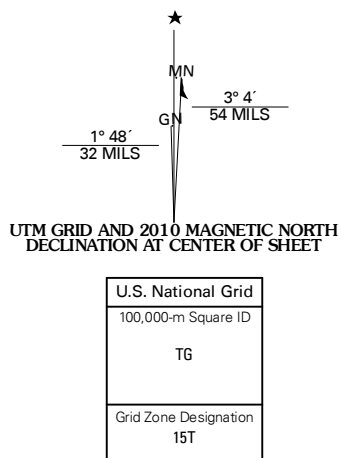 ★
MN
GN
3° 4´
54 MILS
1° 48´
32 MILS
UTM GRID AND 2010 MAGNETIC NORTH
DECLINATION AT CENTER OF SHEET
U.S. National Grid
100,000-m Square ID
TG
Grid Zone Designation
15T